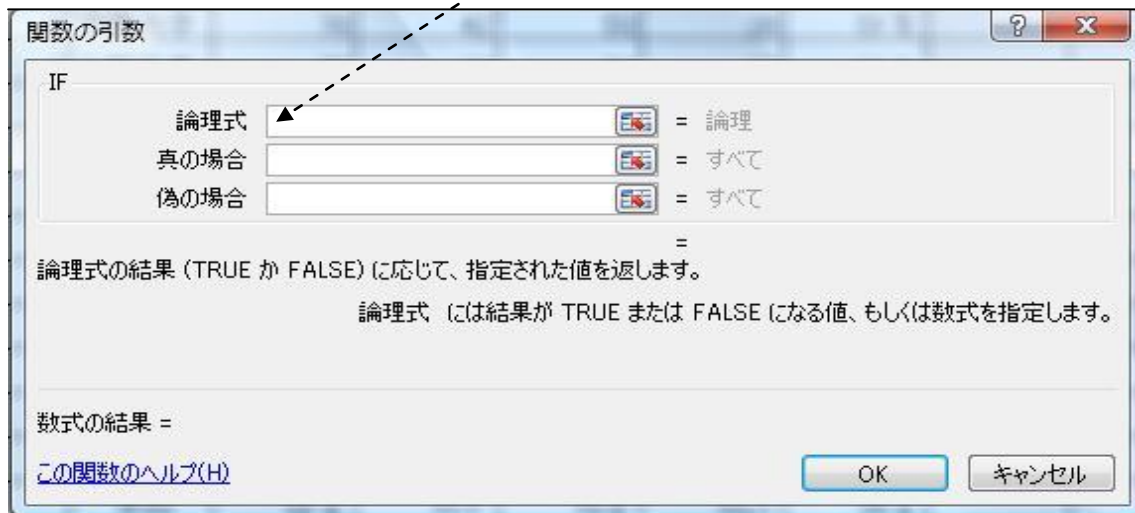 関数の引数
?
X
IF
論理式 = 論理
真の場合 = すべて
偽の場合 = すべて
=
論理式の結果 (TRUE か FALSE) に応じて、指定された値を返します。
論理式 には結果が TRUE または FALSE になる値、もしくは数式を指定します。
数式の結果 =
この関数のヘルプ(H)
OK
キャンセル